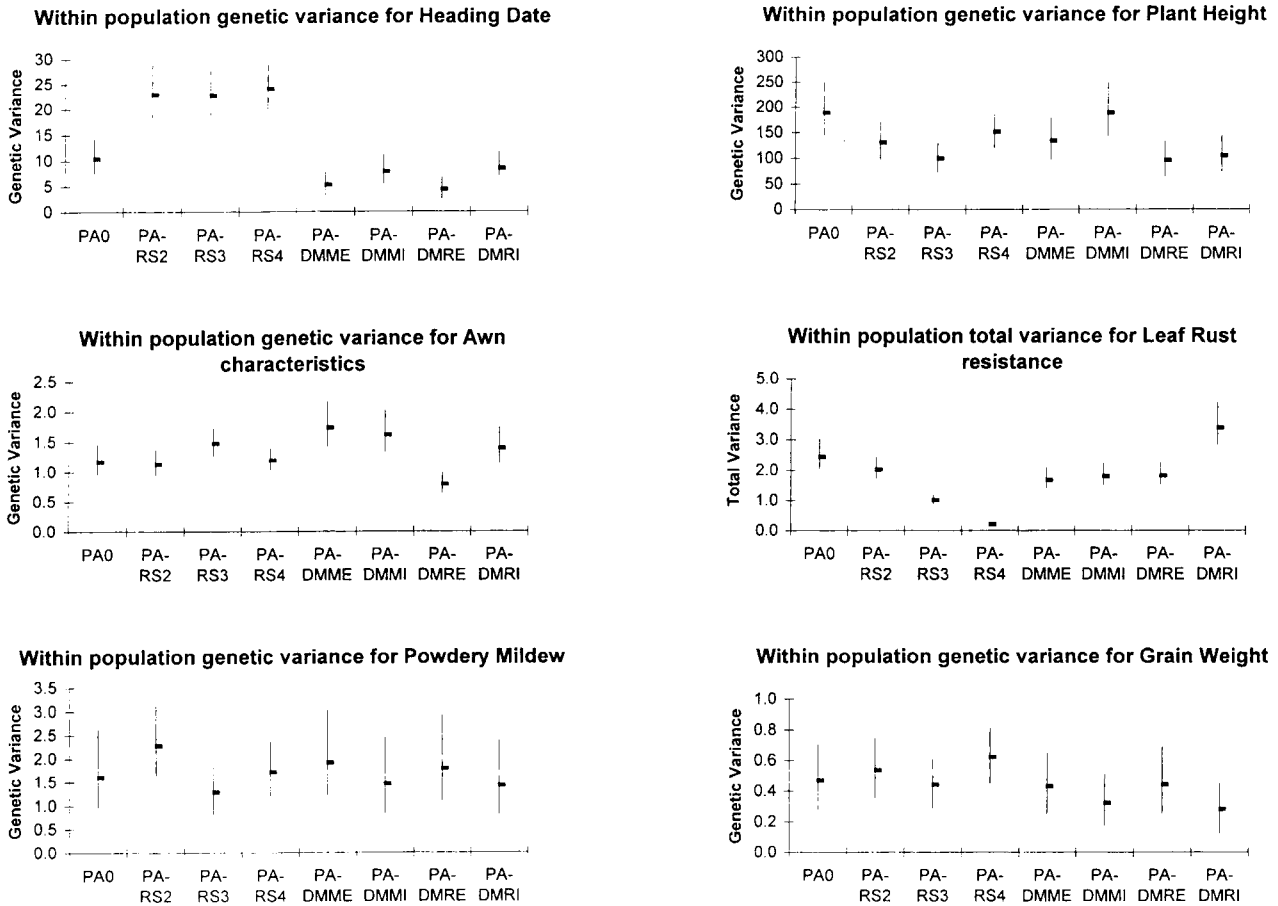 Within population genetic variance for Heading Date
Genetic Variance
30
25
20
15
10
5
0
PA0 PA- PA- PA- PA- PA- PA- PA-
RS2 RS3 RS4 DMME DMMI DMRE DMRI
Within population genetic variance for Plant Height
Genetic Variance
300
250
200
150
100
50
0
PA0 PA- PA- PA- PA- PA- PA- PA-
RS2 RS3 RS4 DMME DMMI DMRE DMRI
Within population genetic variance for Awn
characteristics
Genetic Variance
2.5
2.0
1.5
1.0
0.5
0.0
PA0 PA- PA- PA- PA- PA- PA- PA-
RS2 RS3 RS4 DMME DMMI DMRE DMRI
Within population total variance for Leaf Rust
resistance
Total Variance
5.0
4.0
3.0
2.0
1.0
0.0
PA0 PA- PA- PA- PA- PA- PA- PA-
RS2 RS3 RS4 DMME DMMI DMRE DMRI
Within population genetic variance for Powdery Mildew
Genetic Variance
3.5
3.0
2.5
2.0
1.5
1.0
0.5
0.0
PA0 PA- PA- PA- PA- PA- PA- PA-
RS2 RS3 RS4 DMME DMMI DMRE DMRI
Within population genetic variance for Grain Weight
Genetic Variance
1.0
0.8
0.6
0.4
0.2
0.0
PA0 PA- PA- PA- PA- PA- PA- PA-
RS2 RS3 RS4 DMME DMMI DMRE DMRI